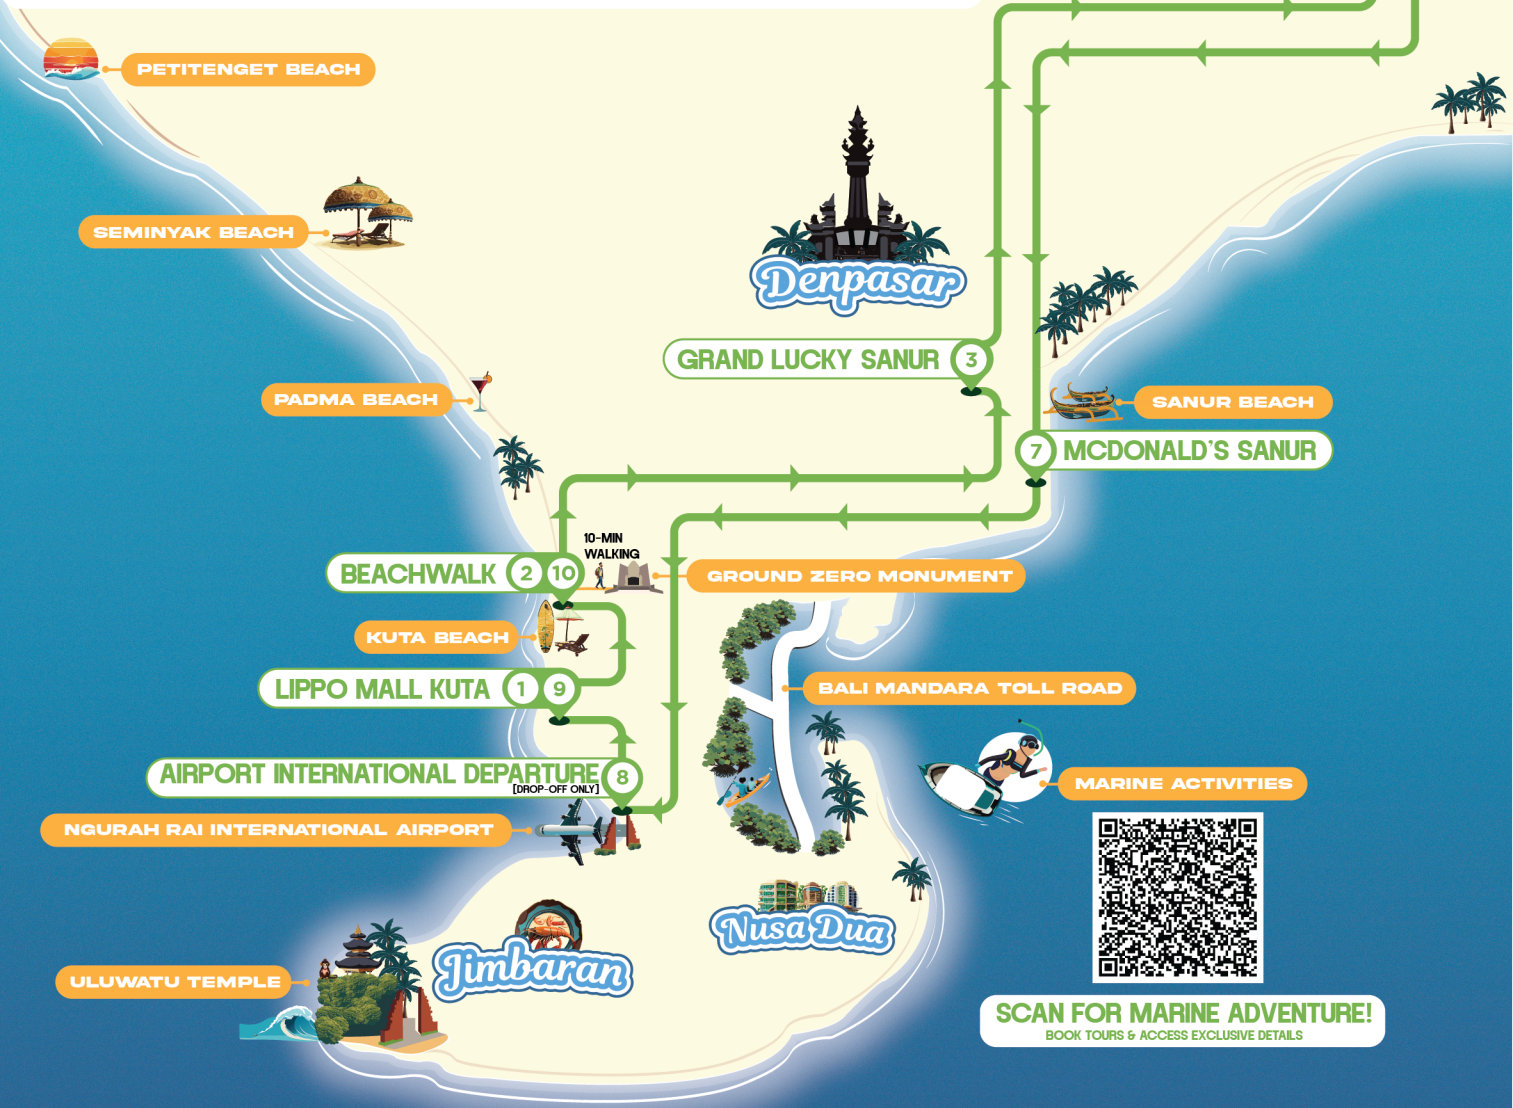 PETITENGET BEACH
SEMINYAK BEACH
Denpasar
GRAND LUCKY SANUR 3
PADMA BEACH
SANUR BEACH
7 MCDONALD'S SANUR
10-MIN
WALKING
BEACHWALK 2 10
GROUND ZERO MONUMENT
KUTA BEACH
LIPPO MALL KUTA 1 9
BALI MANDARA TOLL ROAD
AIRPORT INTERNATIONAL DEPARTURE 8
[DROP-OFF ONLY]
MARINE ACTIVITIES
NGURAH RAI INTERNATIONAL AIRPORT
Nusa Dua
Jimbaran
ULUWATU TEMPLE
SCAN FOR MARINE ADVENTURE!
BOOK TOURS & ACCESS EXCLUSIVE DETAILS